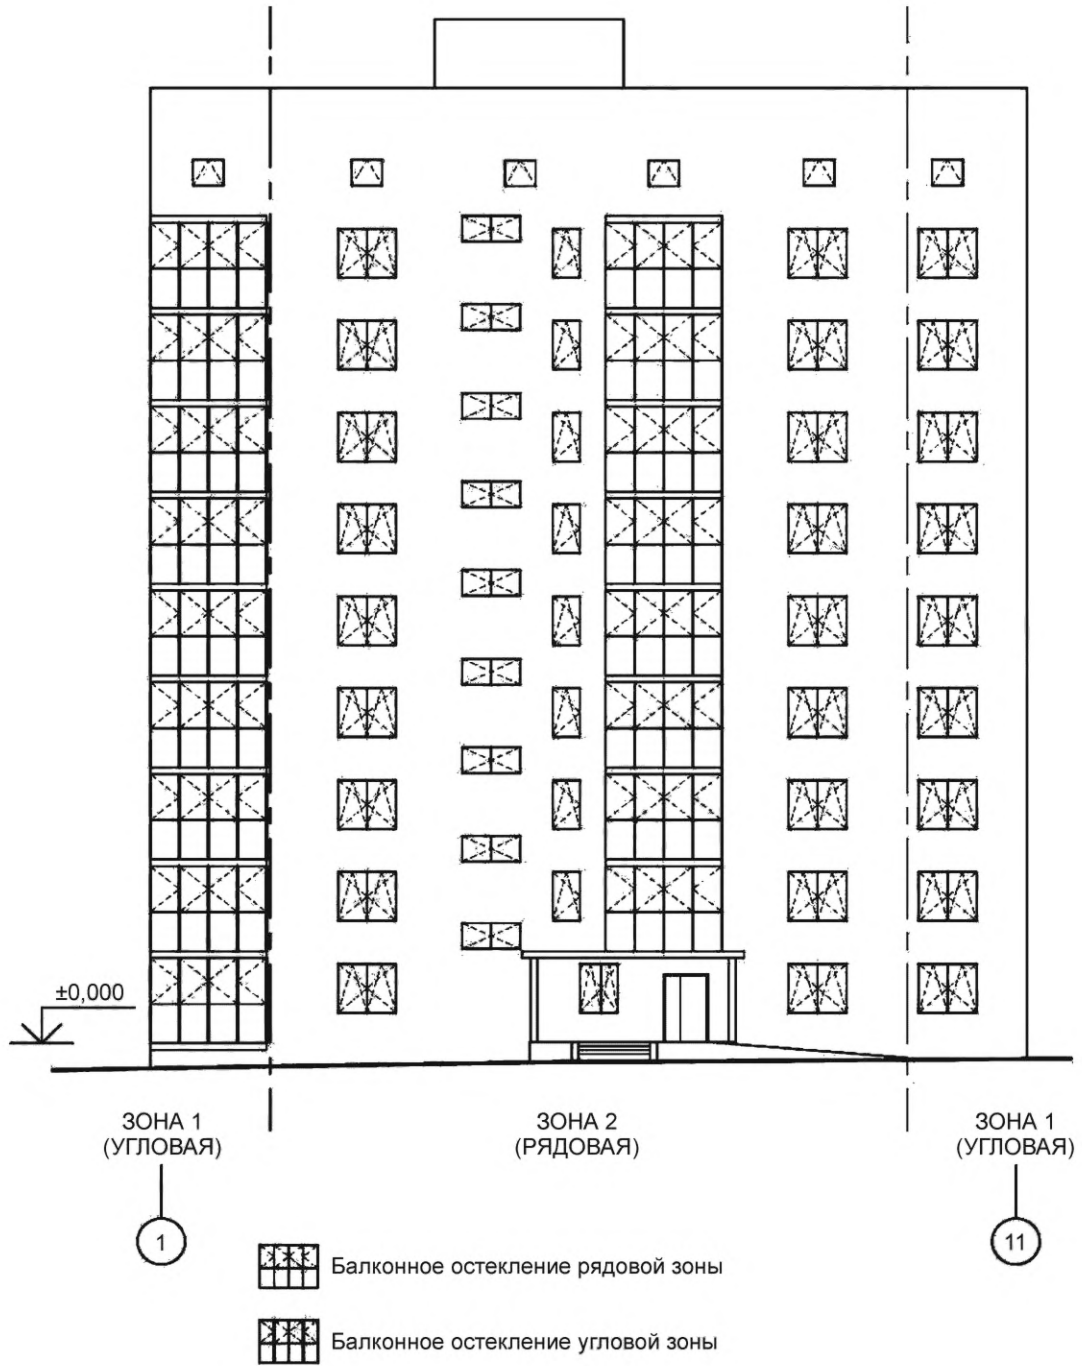 ±0,000
ЗОНА 1
(УГЛОВАЯ)
ЗОНА 2
(РЯДОВАЯ)
ЗОНА 1
(УГЛОВАЯ)
1
11
Балконное остекление рядовой зоны
Балконное остекление угловой зоны